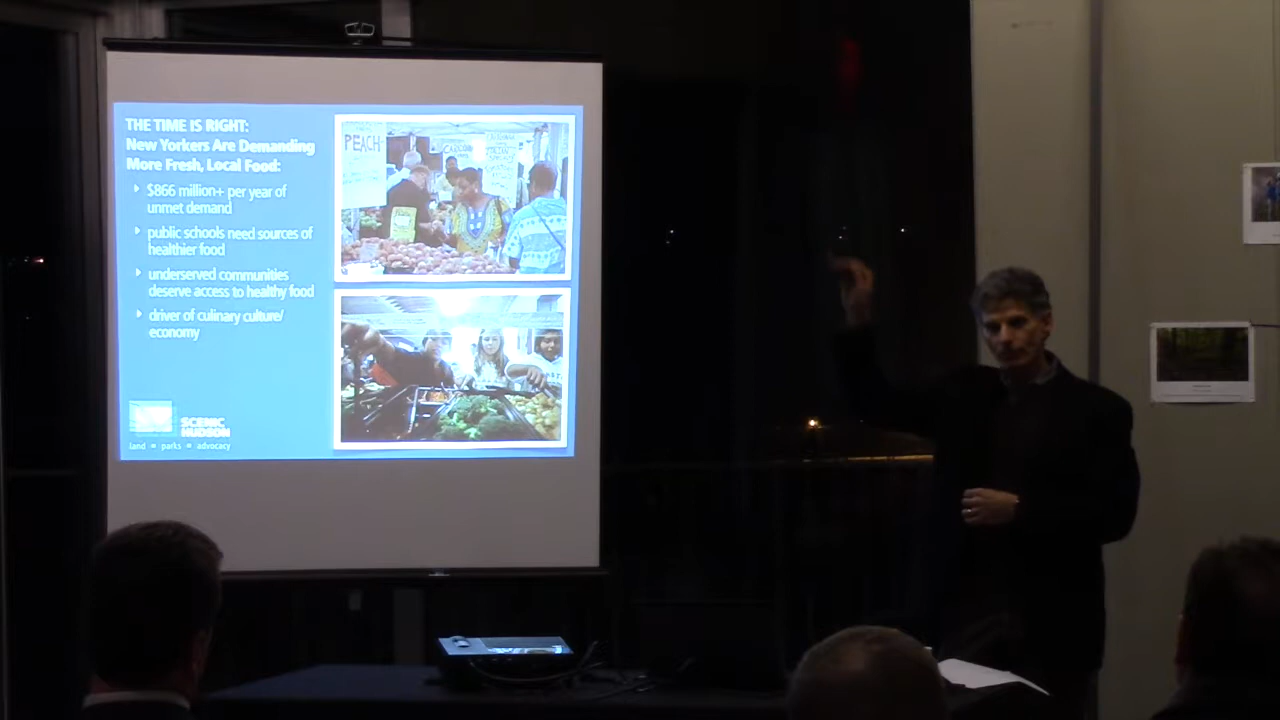 THE TIME IS RIGHT:
New Yorkers Are Demanding
More Fresh, Local Food:
$866 million+ per year of
unmet demand
public schools need sources of
healthier food
underserved communities
deserve access to healthy food
driver of culinary culture/
economy
SCENIC
HUDSON
land parks advocacy
PEACH